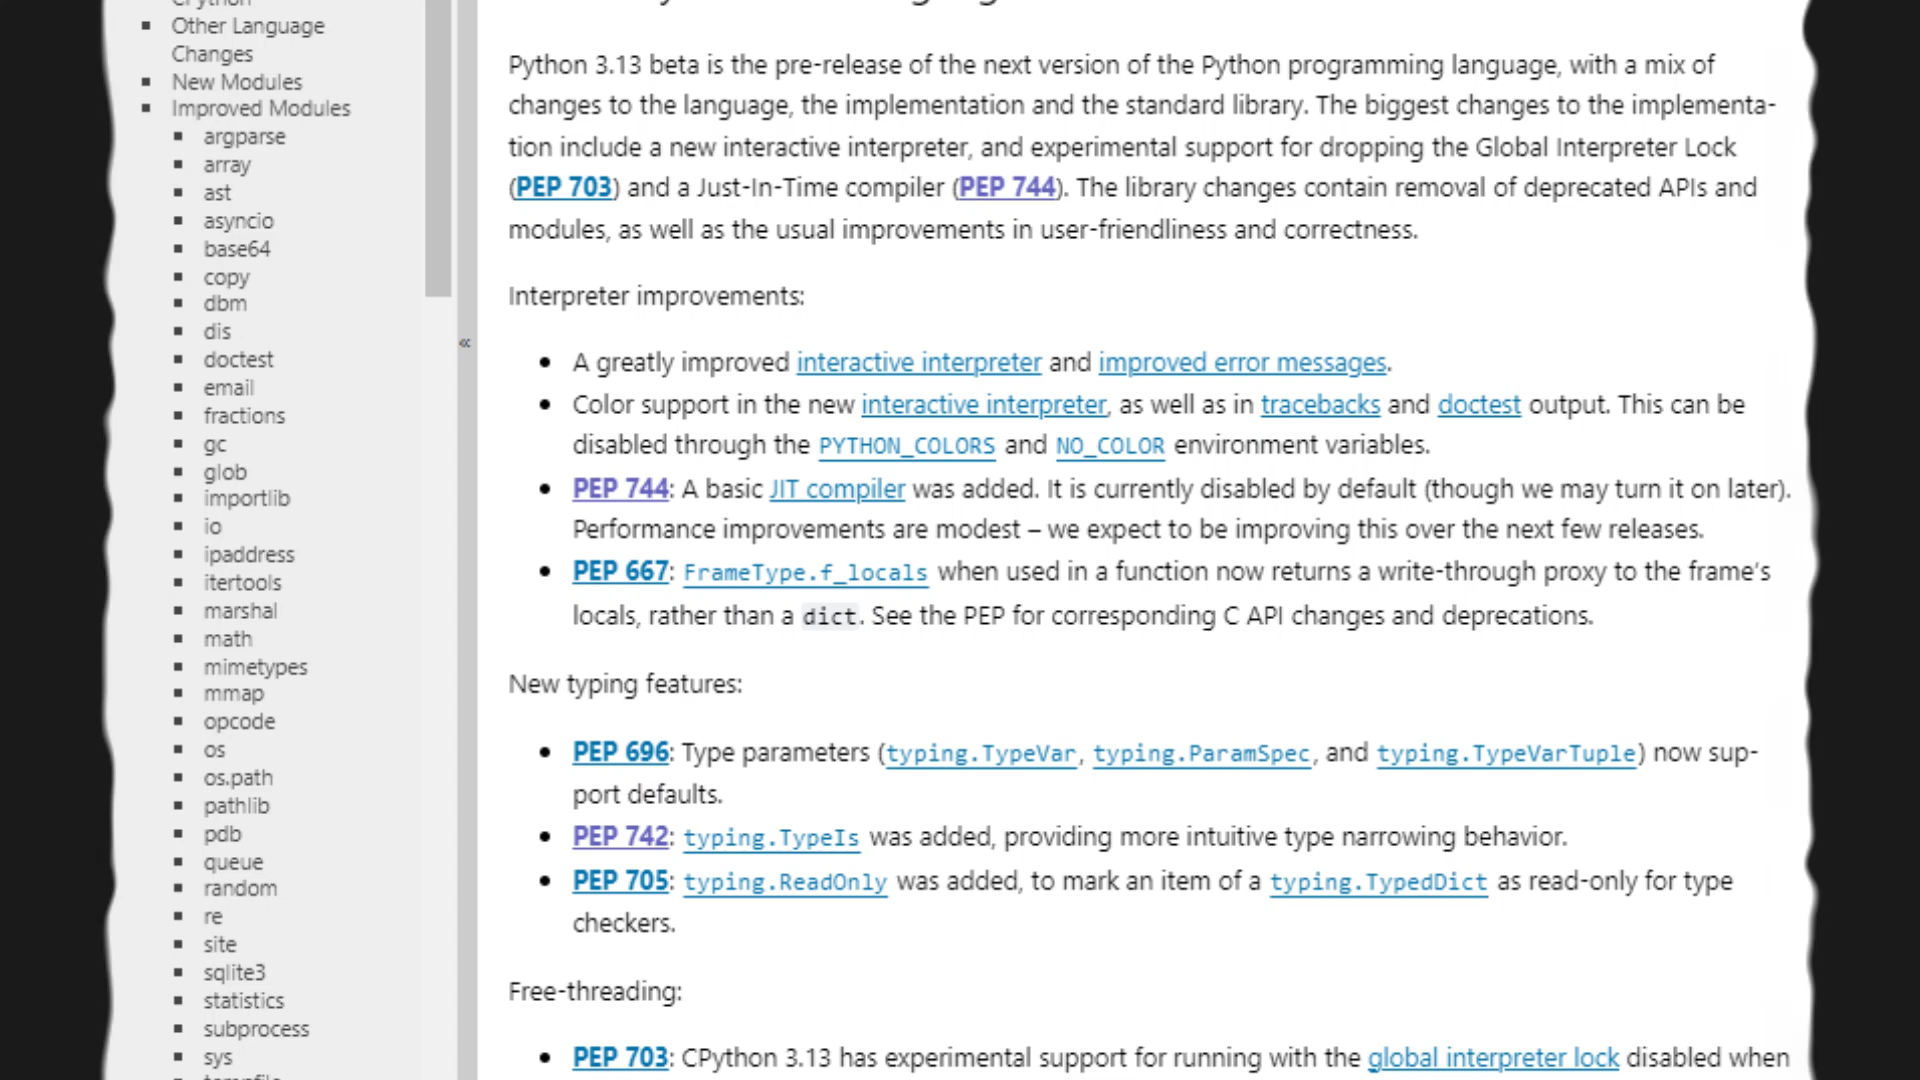 Other Language
Changes
New Modules
Improved Modules
argparse
array
ast
asyncio
base64
copy
dbm
dis
doctest
email
fractions
gc
glob
importlib
io
ipaddress
itertools
marshal
math
mimetypes
mmap
opcode
os
os.path
pathlib
pdb
queue
random
re
site
sqlite3
statistics
subprocess
sys
«
Python 3.13 beta is the pre-release of the next version of the Python programming language, with a mix of
changes to the language, the implementation and the standard library. The biggest changes to the implementa-
tion include a new interactive interpreter, and experimental support for dropping the Global Interpreter Lock
(PEP 703) and a Just-In-Time compiler (PEP 744). The library changes contain removal of deprecated APIs and
modules, as well as the usual improvements in user-friendliness and correctness.
Interpreter improvements:
• A greatly improved interactive interpreter and improved error messages.
• Color support in the new interactive interpreter, as well as in tracebacks and doctest output. This can be
disabled through the PYTHON_COLORS and NO_COLOR environment variables.
• PEP 744: A basic JIT compiler was added. It is currently disabled by default (though we may turn it on later).
Performance improvements are modest – we expect to be improving this over the next few releases.
• PEP 667: FrameType.f_locals when used in a function now returns a write-through proxy to the frame's
locals, rather than a dict. See the PEP for corresponding C API changes and deprecations.
New typing features:
• PEP 696: Type parameters (typing.TypeVar, typing.ParamSpec, and typing.TypeVarTuple) now sup-
port defaults.
• PEP 742: typing.TypeIs was added, providing more intuitive type narrowing behavior.
• PEP 705: typing.ReadOnly was added, to mark an item of a typing.TypedDict as read-only for type
checkers.
Free-threading:
• PEP 703: CPython 3.13 has experimental support for running with the global interpreter lock disabled when